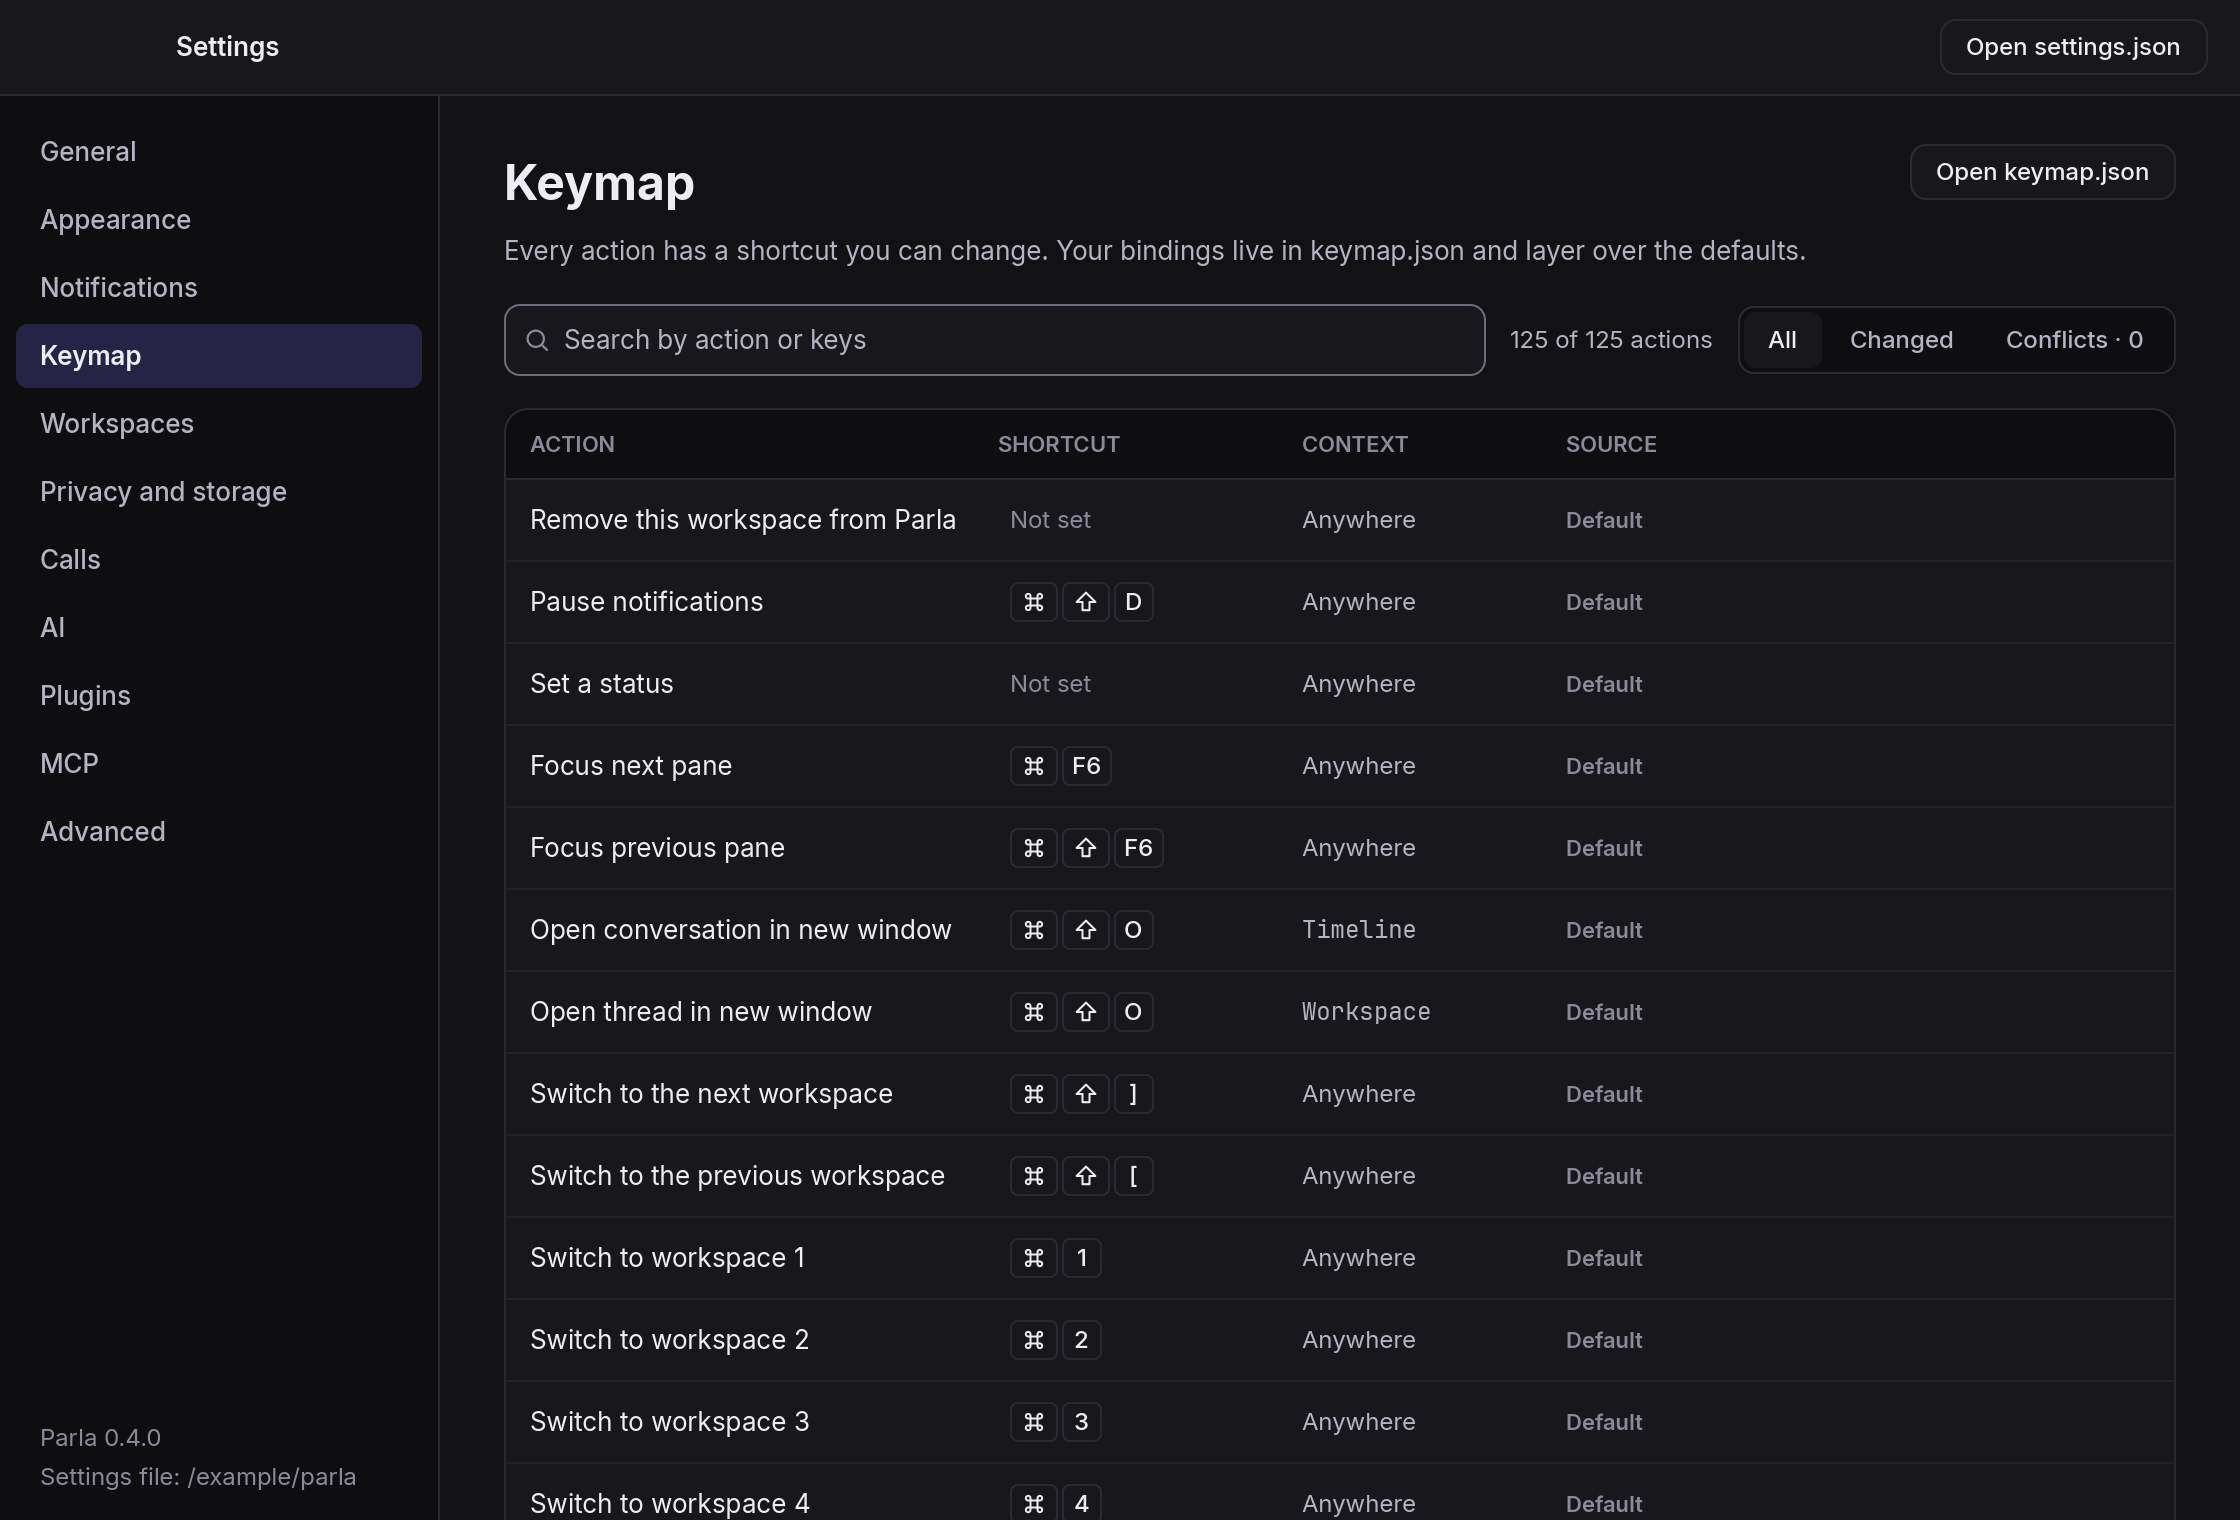 Settings
Open settings.json
General
Appearance
Notifications
Keymap
Workspaces
Privacy and storage
Calls
AI
Plugins
MCP
Advanced
Parla 0.4.0
Settings file: /example/parla
Keymap
Open keymap.json
Every action has a shortcut you can change. Your bindings live in keymap.json and layer over the defaults.
Search by action or keys
125 of 125 actions
All Changed Conflicts · 0
ACTION SHORTCUT CONTEXT SOURCE
Remove this workspace from Parla Not set Anywhere Default
Pause notifications ⌘ ⇧ D Anywhere Default
Set a status Not set Anywhere Default
Focus next pane ⌘ F6 Anywhere Default
Focus previous pane ⌘ ⇧ F6 Anywhere Default
Open conversation in new window ⌘ ⇧ O Timeline Default
Open thread in new window ⌘ ⇧ O Workspace Default
Switch to the next workspace ⌘ ⇧ ] Anywhere Default
Switch to the previous workspace ⌘ ⇧ [ Anywhere Default
Switch to workspace 1 ⌘ 1 Anywhere Default
Switch to workspace 2 ⌘ 2 Anywhere Default
Switch to workspace 3 ⌘ 3 Anywhere Default
Switch to workspace 4 ⌘ 4 Anywhere Default